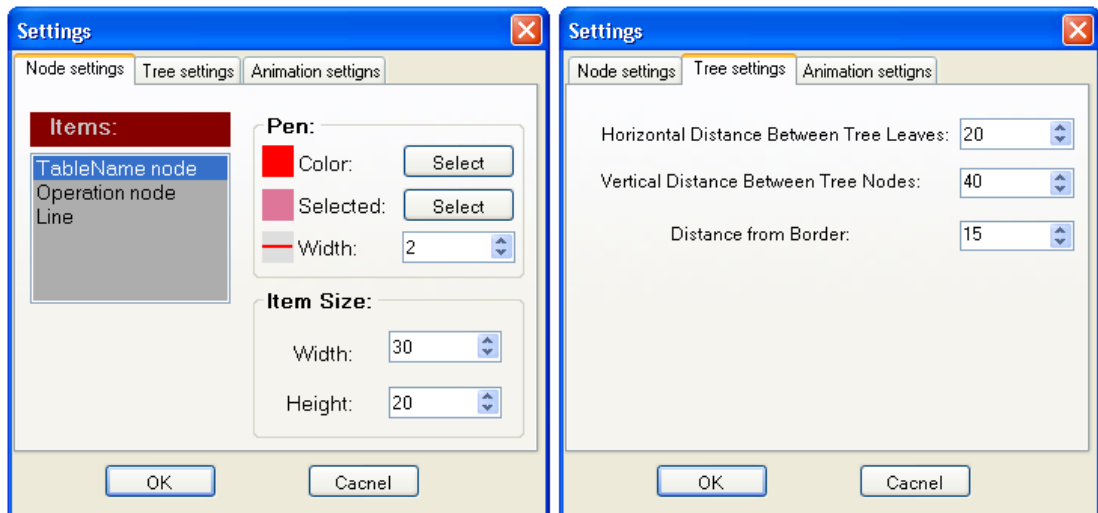 Settings
Node settings Tree settings Animation settigns
Items:
TableName node
Operation node
Line
Pen:
Color: Select
Selected: Select
Width: 2
Item Size:
Width: 30
Height: 20
OK Cacnel
Settings
Node settings Tree settings Animation settigns
Horizontal Distance Between Tree Leaves: 20
Vertical Distance Between Tree Nodes: 40
Distance from Border: 15
OK Cacnel